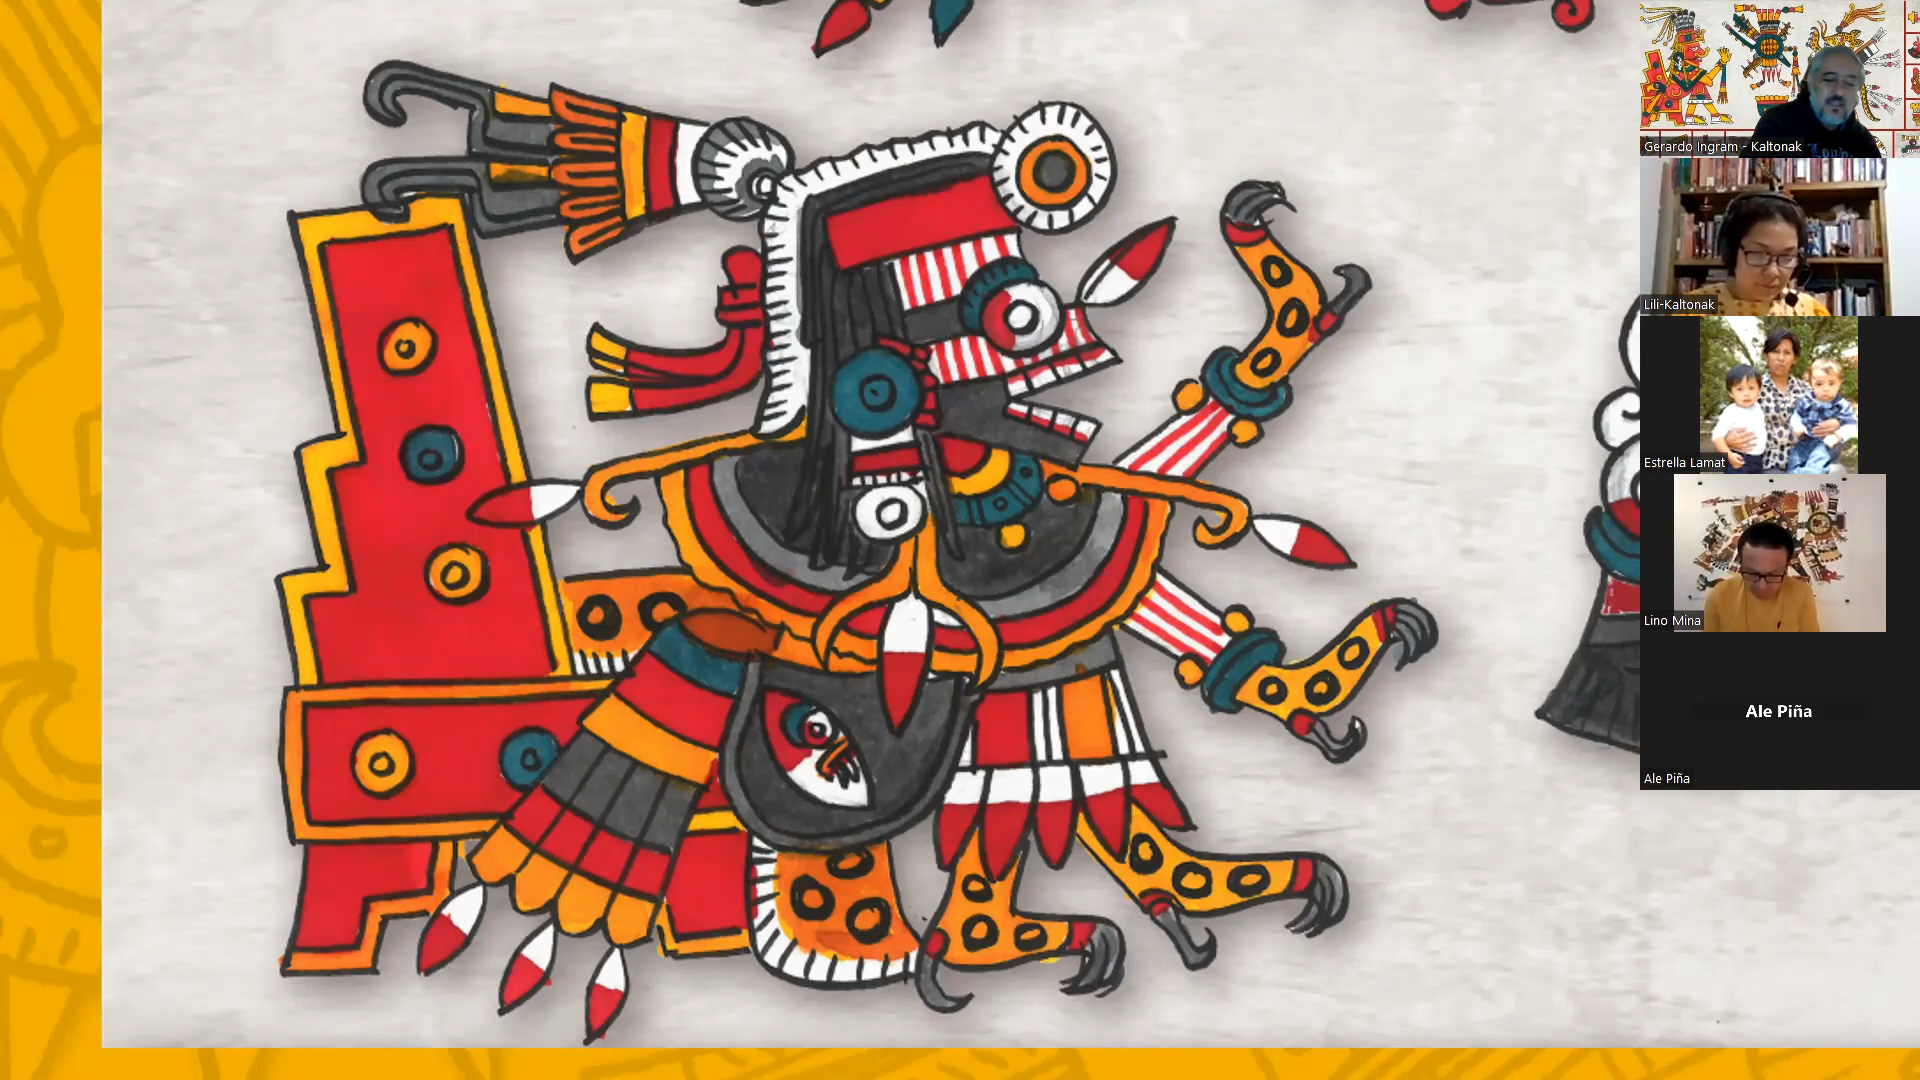 Gerardo Ingram - Kaltonak
Lili-Kaltonak
Estrella Lamat
Lino Mina
Ale Piña
Ale Piña